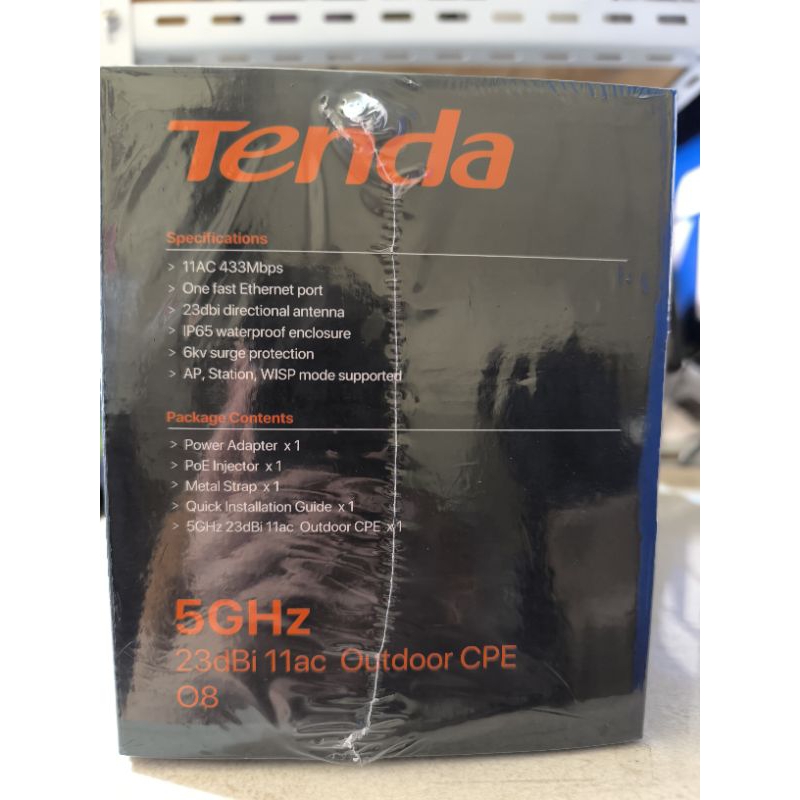 Tenda
Specifications
> 11AC 433Mbps
> One fast Ethernet port
> 23dbi directional antenna
> IP65 waterproof enclosure
> 6kv surge protection
> AP, Station, WISP mode supported
Package Contents
> Power Adapter x 1
> PoE Injector x 1
> Metal Strap x 1
> Quick Installation Guide x 1
> 5GHz 23dBi 11ac Outdoor CPE x 1
5GHz
23dBi 11ac Outdoor CPE
O8